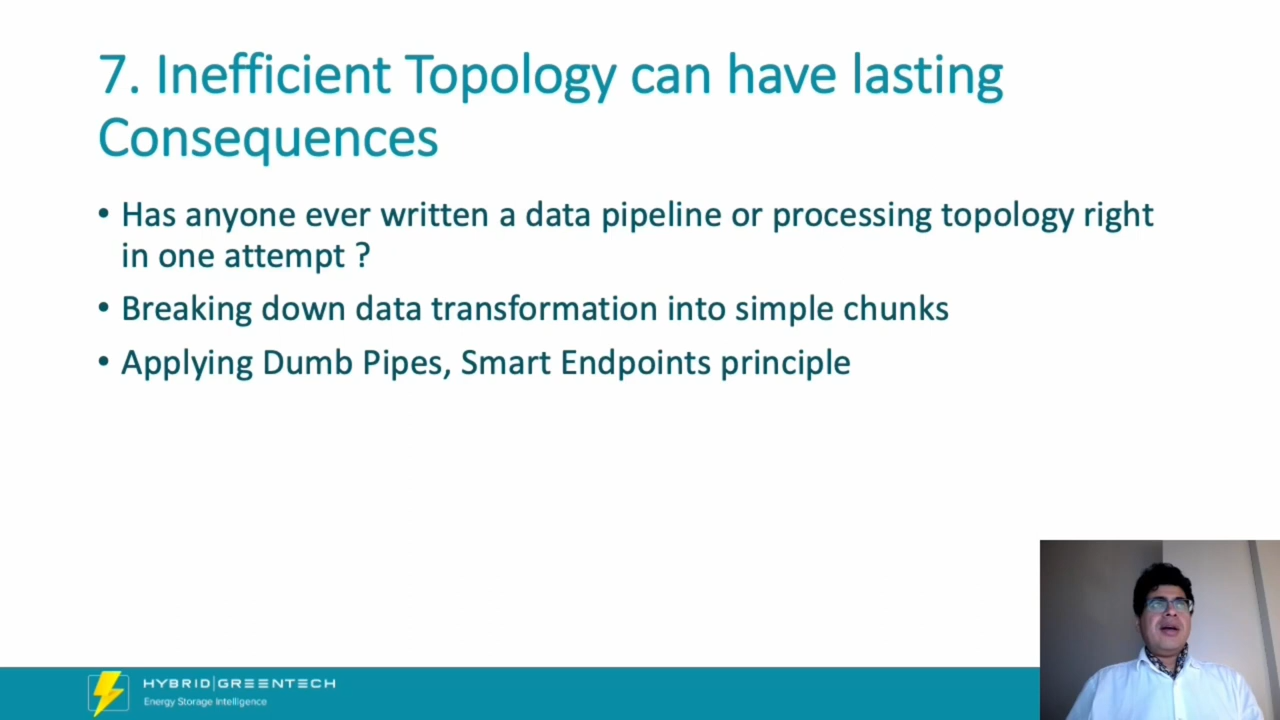 7. Inefficient Topology can have lasting
Consequences
• Has anyone ever written a data pipeline or processing topology right
in one attempt ?
• Breaking down data transformation into simple chunks
• Applying Dumb Pipes, Smart Endpoints principle
HYBRID|GREENTECH
Energy Storage Intelligence